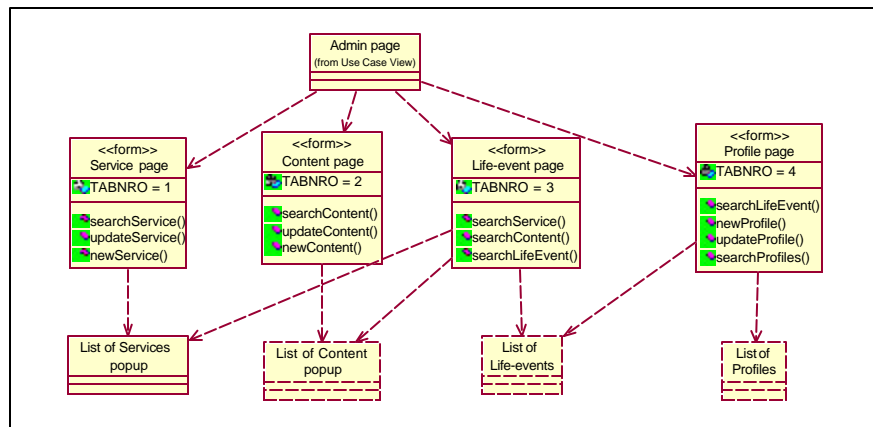 Admin page
(from Use Case View)
<<form>>
Service page
TABNRO = 1
searchService()
updateService()
newService()
<<form>>
Content page
TABNRO = 2
searchContent()
updateContent()
newContent()
<<form>>
Life-event page
TABNRO = 3
searchService()
searchContent()
searchLifeEvent()
<<form>>
Profile page
TABNRO = 4
searchLifeEvent()
newProfile()
updateProfile()
searchProfiles()
List of Services
popup
List of Content
popup
List of
Life-events
List of
Profiles